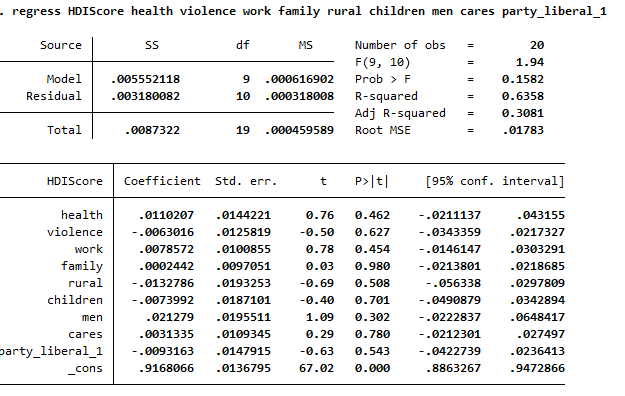 . regress HDIScore health violence work family rural children men cares party_liberal_1
Source SS df MS Number of obs = 20
F(9, 10) = 1.94
Model .005552118 9 .000616902 Prob > F = 0.1582
Residual .003180082 10 .000318008 R-squared = 0.6358
Adj R-squared = 0.3081
Total .0087322 19 .000459589 Root MSE = .01783
HDIScore Coefficient Std. err. t P>|t| [95% conf. interval]
health .0110207 .0144221 0.76 0.462 -.0211137 .043155
violence -.0063016 .0125819 -0.50 0.627 -.0343359 .0217327
work .0078572 .0100855 0.78 0.454 -.0146147 .0303291
family .0002442 .0097051 0.03 0.980 -.0213801 .0218685
rural -.0132786 .0193253 -0.69 0.508 -.056338 .0297809
children -.0073992 .0187101 -0.40 0.701 -.0490879 .0342894
men .021279 .0195511 1.09 0.302 -.0222837 .0648417
cares .0031335 .0109345 0.29 0.780 -.0212301 .027497
party_liberal_1 -.0093163 .0147915 -0.63 0.543 -.0422739 .0236413
_cons .9168066 .0136795 67.02 0.000 .8863267 .9472866